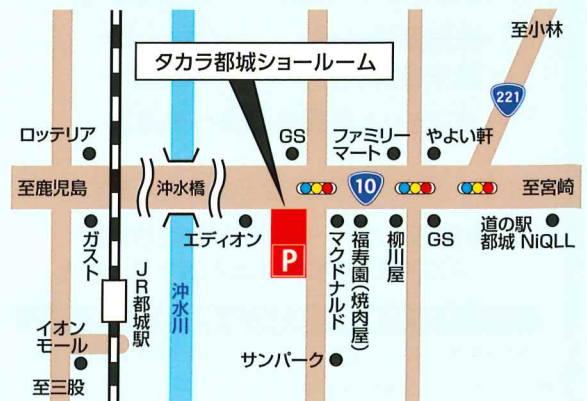 至小林
タカラ都城ショールーム
221
ロッテリア
GS
ファミリー
マート
やよい軒
至鹿児島
沖水橋
10
至宮崎
ガスト
JR都城駅
沖水川
エディオン
P
マクドナルド
福寿園(焼肉屋)
柳川屋
GS
道の駅
都城 NiQLL
イオン
モール
サンパーク
至三股